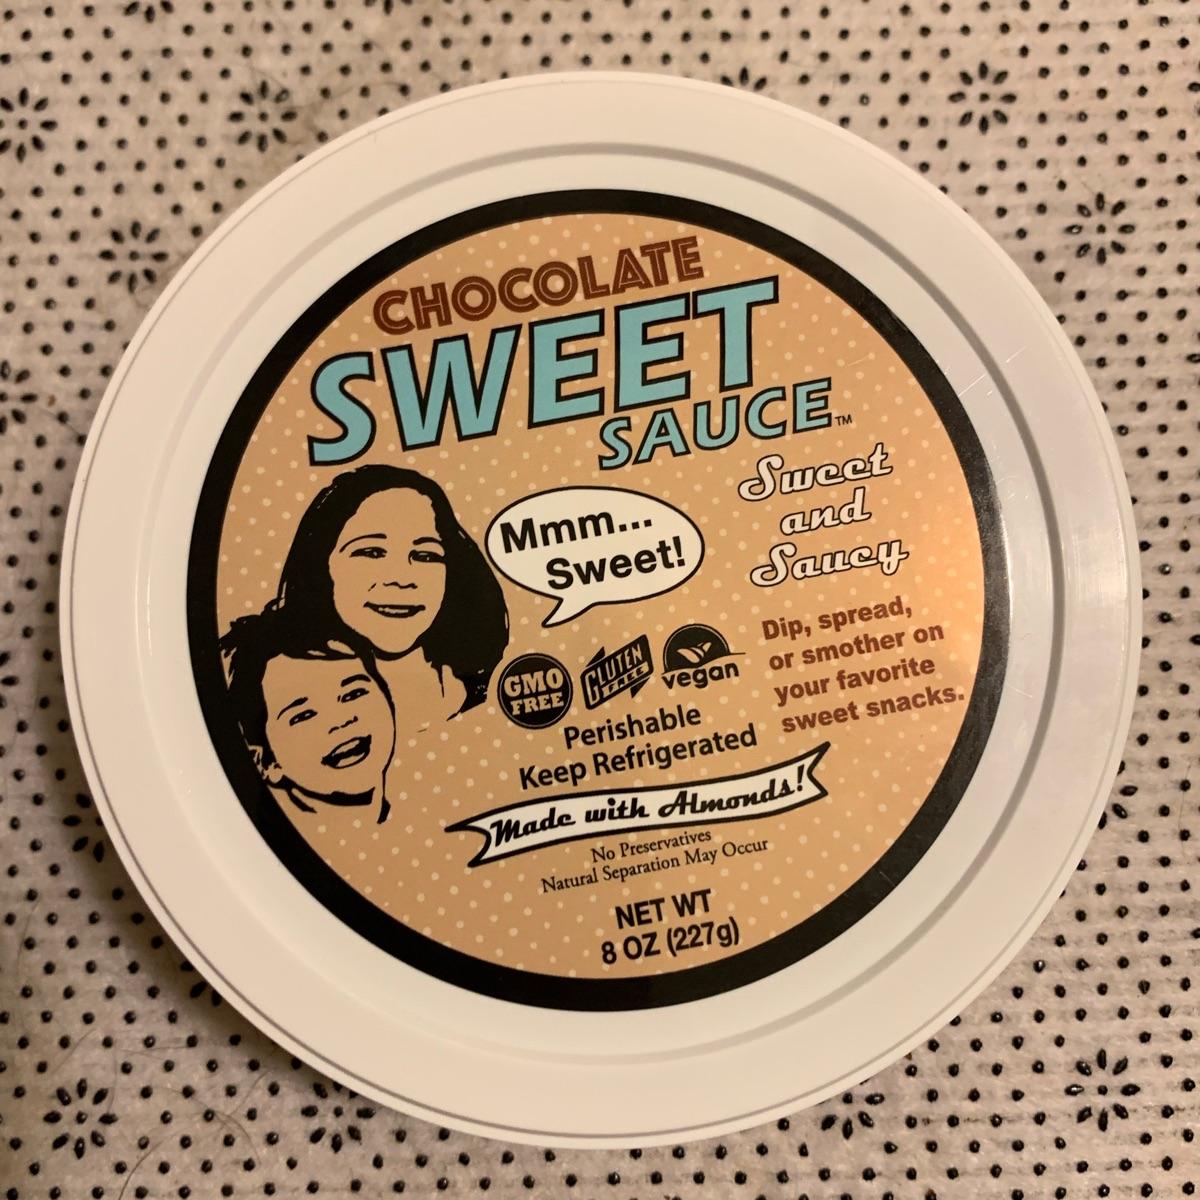 CHOCOLATE
SWEET
SAUCE™
Sweet
and
Saucy
Mmm...
Sweet!
Dip, spread,
or smother on
your favorite
sweet snacks.
GMO
FREE
GLUTEN
FREE
vegan
Perishable
Keep Refrigerated
Made with Almonds!
No Preservatives
Natural Separation May Occur
NET WT
8 OZ (227g)